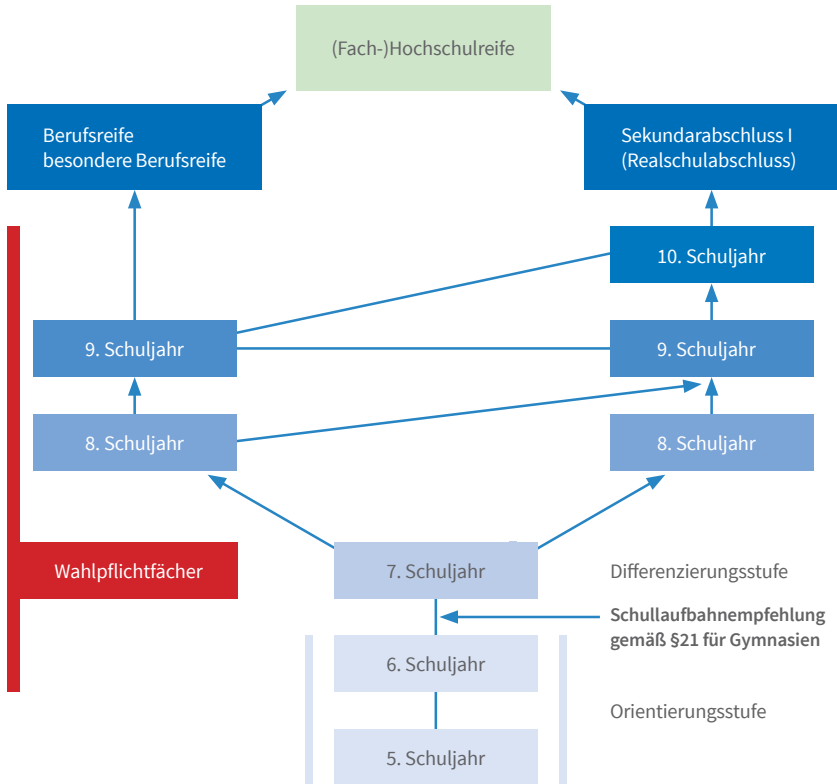 (Fach-)Hochschulreife
Berufsreife
besondere Berufsreife
Sekundarabschluss I
(Realschulabschluss)
10. Schuljahr
9. Schuljahr
9. Schuljahr
8. Schuljahr
8. Schuljahr
Wahlpflichtfächer
7. Schuljahr
Differenzierungsstufe
Schullaufbahnempfehlung
gemäß §21 für Gymnasien
6. Schuljahr
Orientierungsstufe
5. Schuljahr